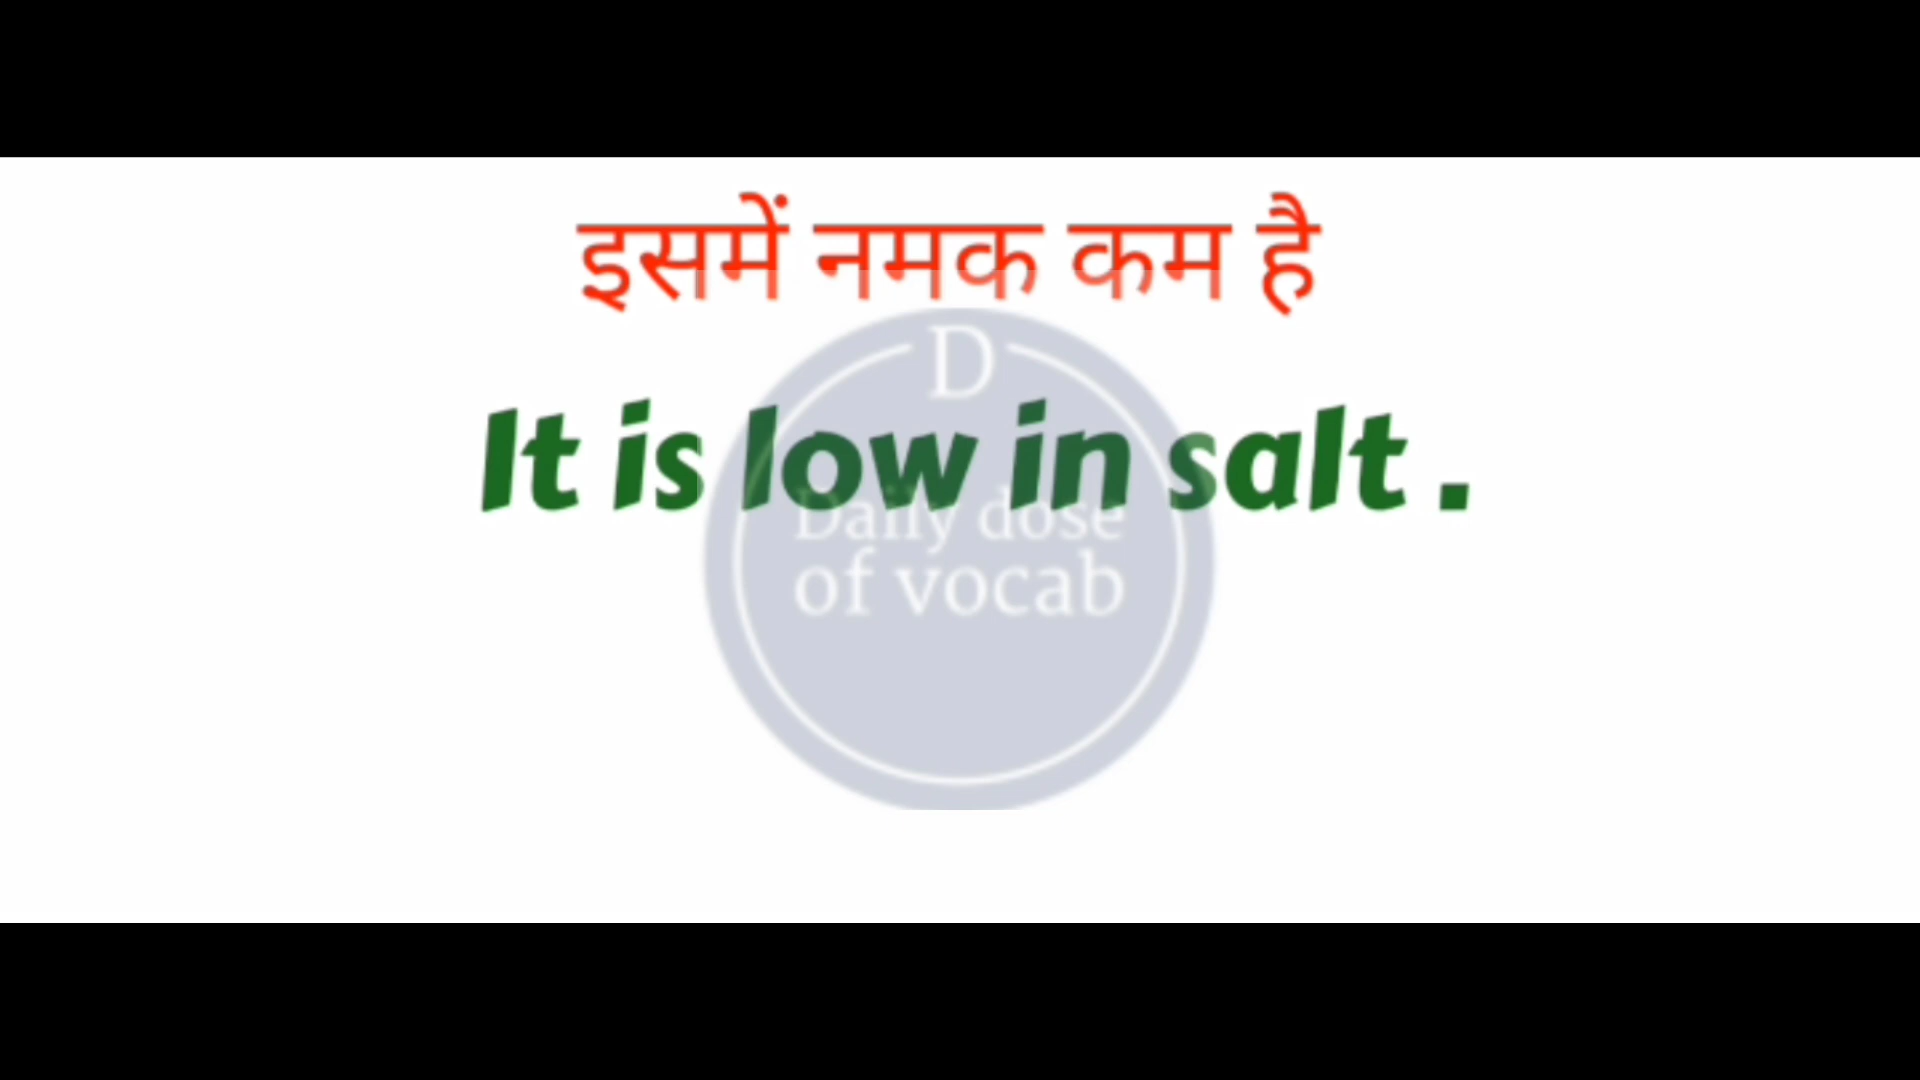 इसमें नमक कम है
D
It is low in salt .
Daily dose
of vocab